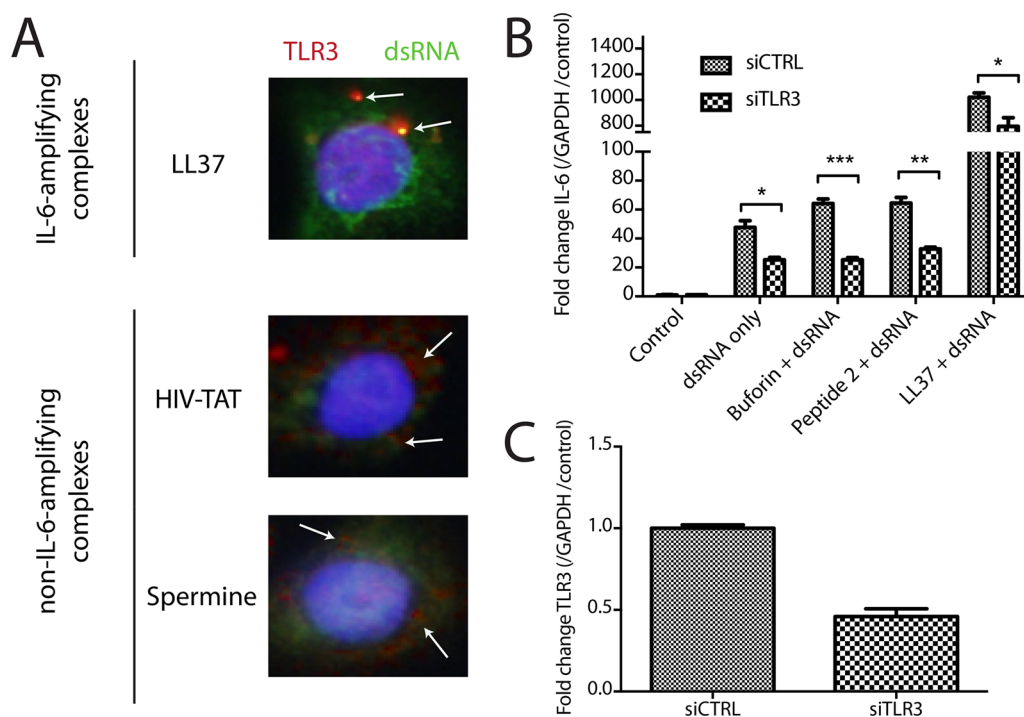 A
TLR3 dsRNA
IL-6-amplifying
complexes
LL37
non-IL-6-amplifying
complexes
HIV-TAT
Spermine
B
Fold change IL-6 (/GAPDH /control)
1400
1200
1000
800
100
80
60
40
20
0
siCTRL
siTLR3
*
***
**
*
Control
dsRNA only
Buforin + dsRNA
Peptide 2 + dsRNA
LL37 + dsRNA
C
Fold change TLR3 (/GAPDH /control)
1.5
1.0
0.5
0.0
siCTRL
siTLR3